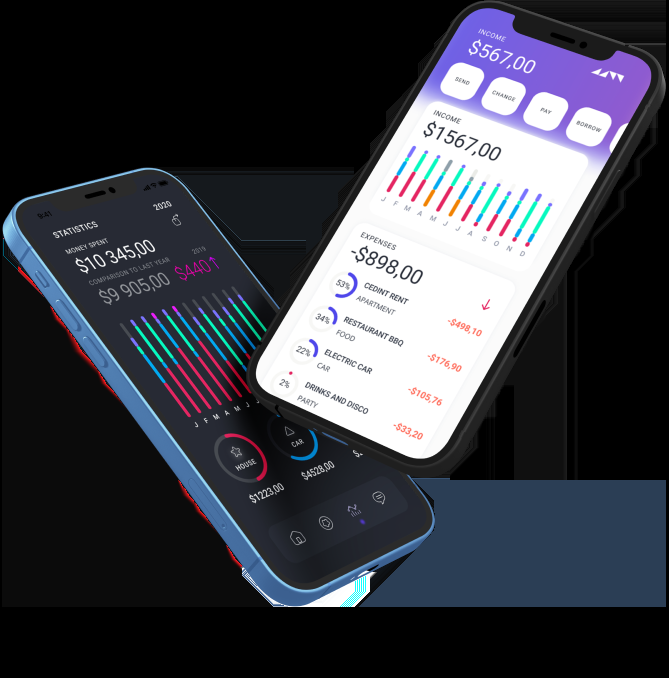 INCOME
$567,00
SEND
CHANGE
PAY
BORROW
INCOME
$1567,00
J F M A M J J A S O N D
EXPENSES
-$898,00
53%
CEDINT RENT
APARTMENT
-$498,10
34%
RESTAURANT BBQ
FOOD
-$176,90
22%
ELECTRIC CAR
CAR
-$105,76
2%
DRINKS AND DISCO
PARTY
-$33,20
9:41
STATISTICS
2020
MONEY SPENT
$10 345,00
COMPARISON TO LAST YEAR
2019
$9 905,00
$440↑
J F M A M J J
HOUSE
CAR
$1223,00
$4528,00